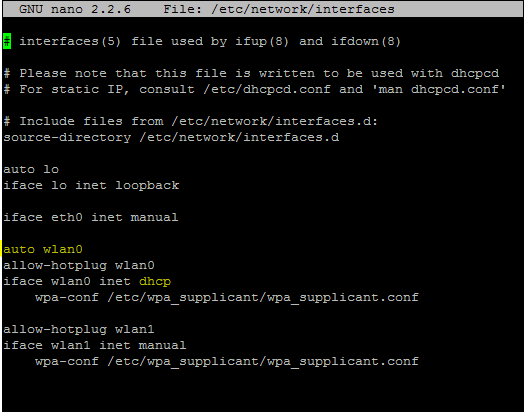 GNU nano 2.2.6 File: /etc/network/interfaces
# interfaces(5) file used by ifup(8) and ifdown(8)
# Please note that this file is written to be used with dhcpcd
# For static IP, consult /etc/dhcpcd.conf and 'man dhcpcd.conf'
# Include files from /etc/network/interfaces.d:
source-directory /etc/network/interfaces.d
auto lo
iface lo inet loopback
iface eth0 inet manual
auto wlan0
allow-hotplug wlan0
iface wlan0 inet dhcp
wpa-conf /etc/wpa_supplicant/wpa_supplicant.conf
allow-hotplug wlan1
iface wlan1 inet manual
wpa-conf /etc/wpa_supplicant/wpa_supplicant.conf